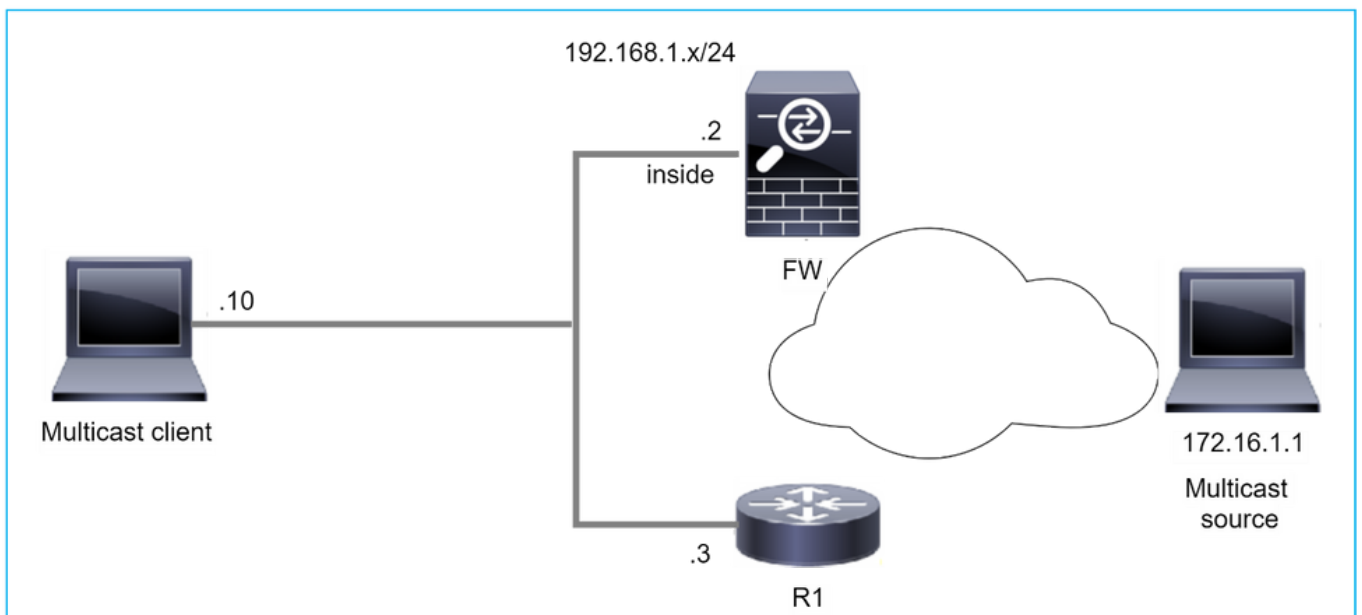 192.168.1.x/24
.2
inside
FW
.10
Multicast client
172.16.1.1
Multicast
source
.3
R1